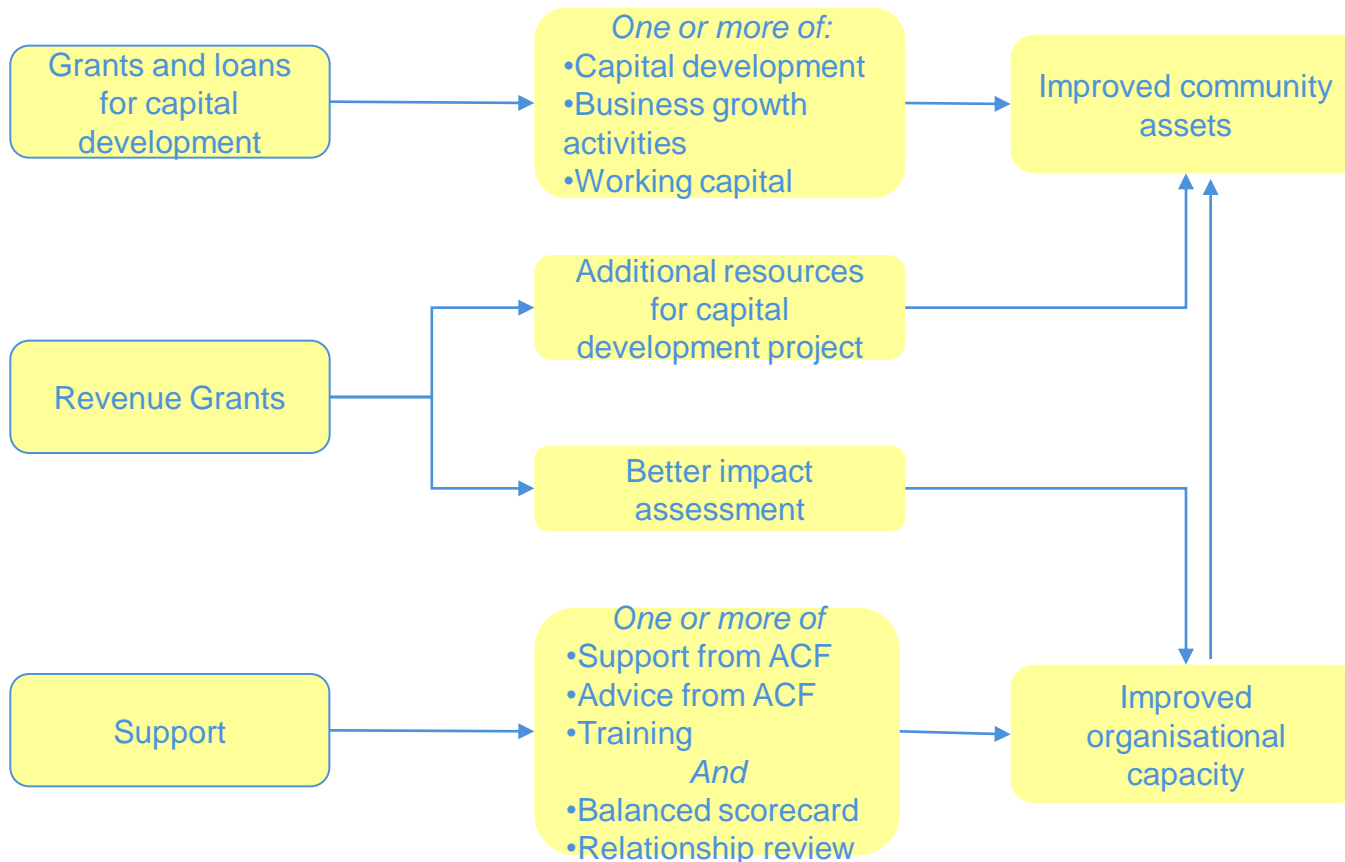 Grants and loans
for capital
development
One or more of:
•Capital development
•Business growth
activities
•Working capital
Improved community
assets
Revenue Grants
Additional resources
for capital
development project
Better impact
assessment
Support
One or more of
•Support from ACF
•Advice from ACF
•Training
And
•Balanced scorecard
•Relationship review
Improved
organisational
capacity